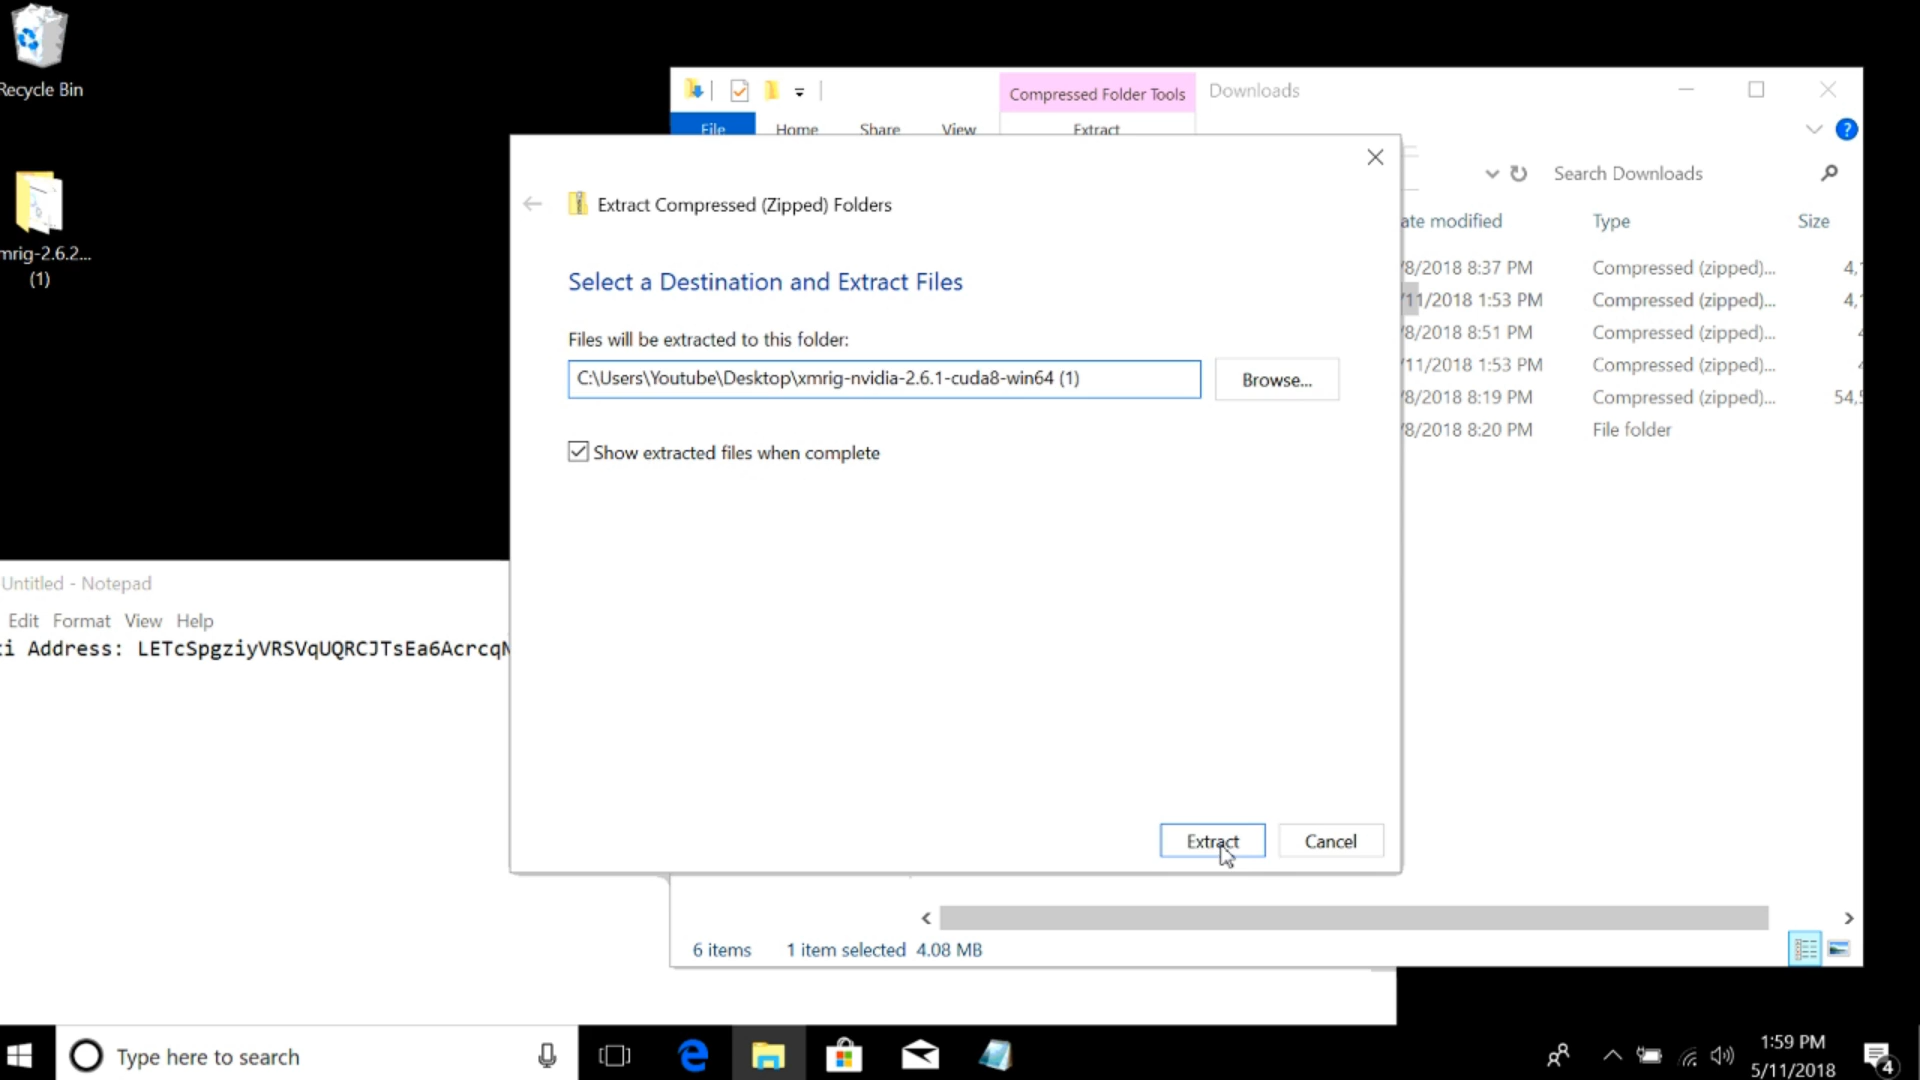 Recycle Bin
mrig-2.6.2...
(1)
Compressed Folder Tools
Downloads
File
Home
Share
View
Extract
Search Downloads
ate modified
Type
Size
/8/2018 8:37 PM
Compressed (zipped)...
/11/2018 1:53 PM
Compressed (zipped)...
/8/2018 8:51 PM
Compressed (zipped)...
/11/2018 1:53 PM
Compressed (zipped)...
/8/2018 8:19 PM
Compressed (zipped)...
/8/2018 8:20 PM
File folder
Extract Compressed (Zipped) Folders
Select a Destination and Extract Files
Files will be extracted to this folder:
C:\Users\Youtube\Desktop\xmrig-nvidia-2.6.1-cuda8-win64 (1)
Browse...
Show extracted files when complete
Extract
Cancel
Untitled - Notepad
Edit Format View Help
i Address: LETcSpgziyVRSVqUQRCJTsEa6Acrcq
6 items
1 item selected 4.08 MB
Type here to search
1:59 PM
5/11/2018
4